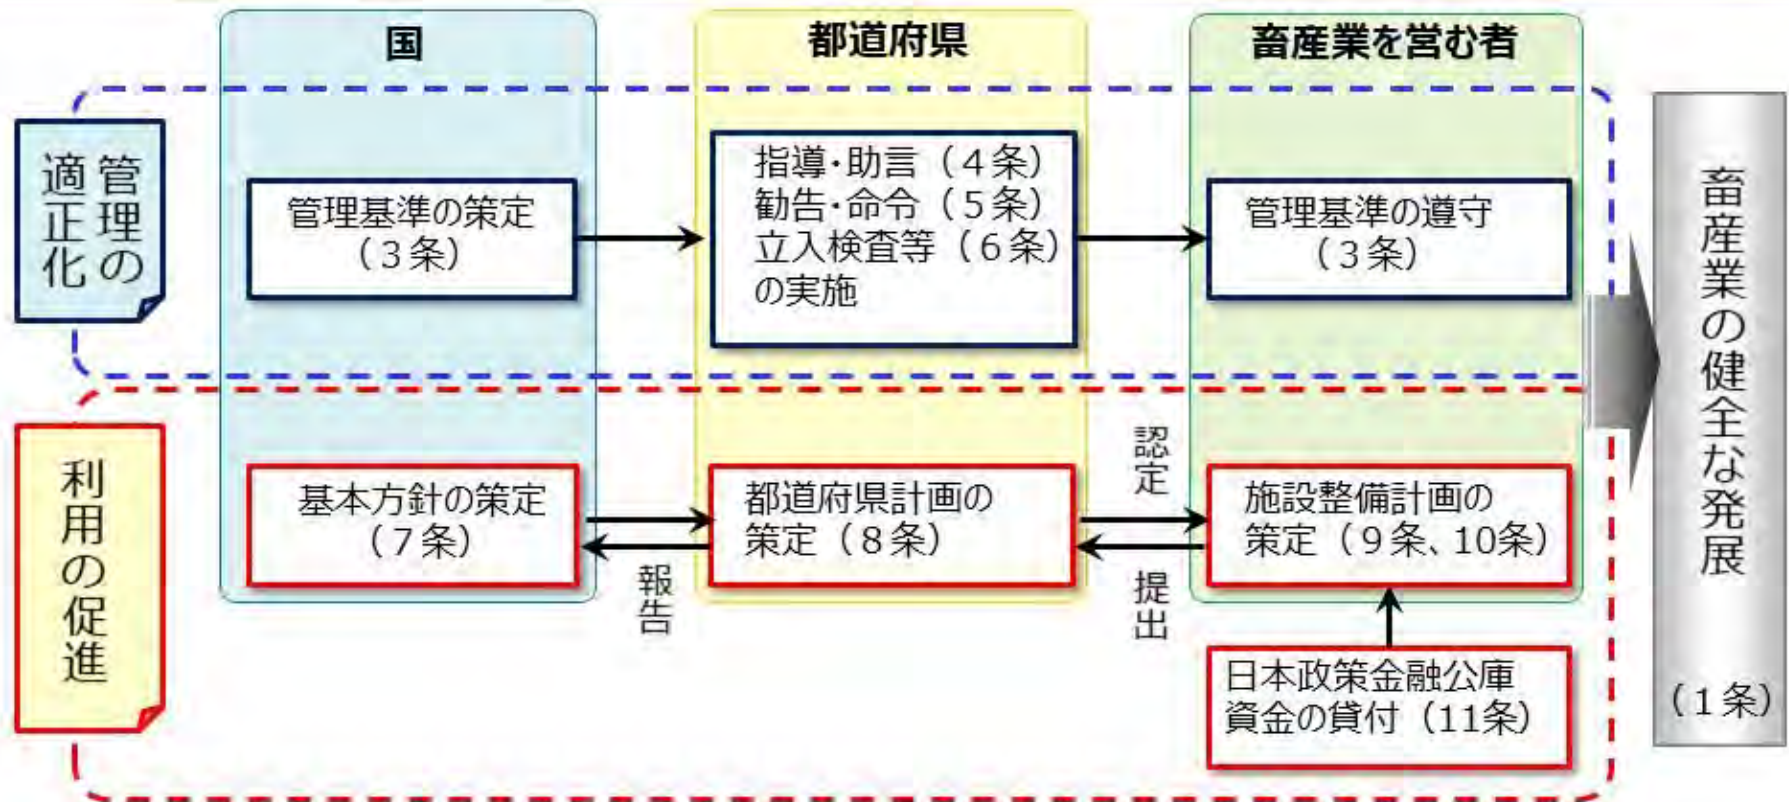 国
都道府県
畜産業を営む者
管理の
適正化
管理基準の策定
（３条）
指導･助言（４条）
勧告･命令（５条）
立入検査等（６条）
の実施
管理基準の遵守
（３条）
利用の促進
基本方針の策定
（７条）
報告
都道府県計画の
策定（８条）
認定
提出
施設整備計画の
策定（９条、10条）
日本政策金融公庫
資金の貸付（11条）
畜産業の健全な発展
（１条）